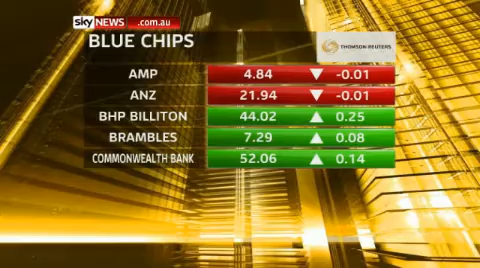 sky NEWS .com.au
BLUE CHIPS
THOMSON REUTERS
AMP 4.84 ▼ -0.01
ANZ 21.94 ▼ -0.01
BHP BILLITON 44.02 ▲ 0.25
BRAMBLES 7.29 ▲ 0.08
COMMONWEALTH BANK 52.06 ▲ 0.14